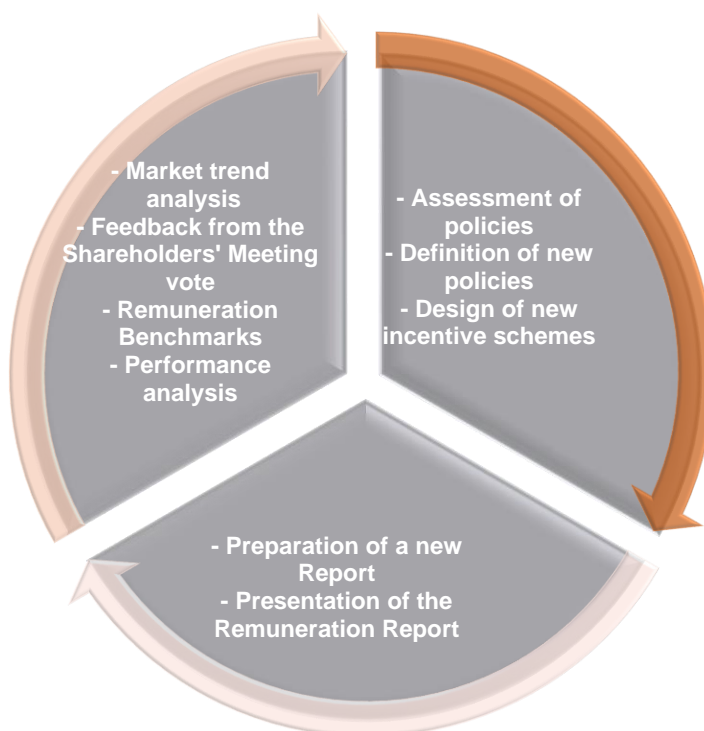 - Market trend
analysis
- Feedback from the
Shareholders' Meeting
vote
- Remuneration
Benchmarks
- Performance
analysis
- Assessment of
policies
- Definition of new
policies
- Design of new
incentive schemes
- Preparation of a new
Report
- Presentation of the
Remuneration Report